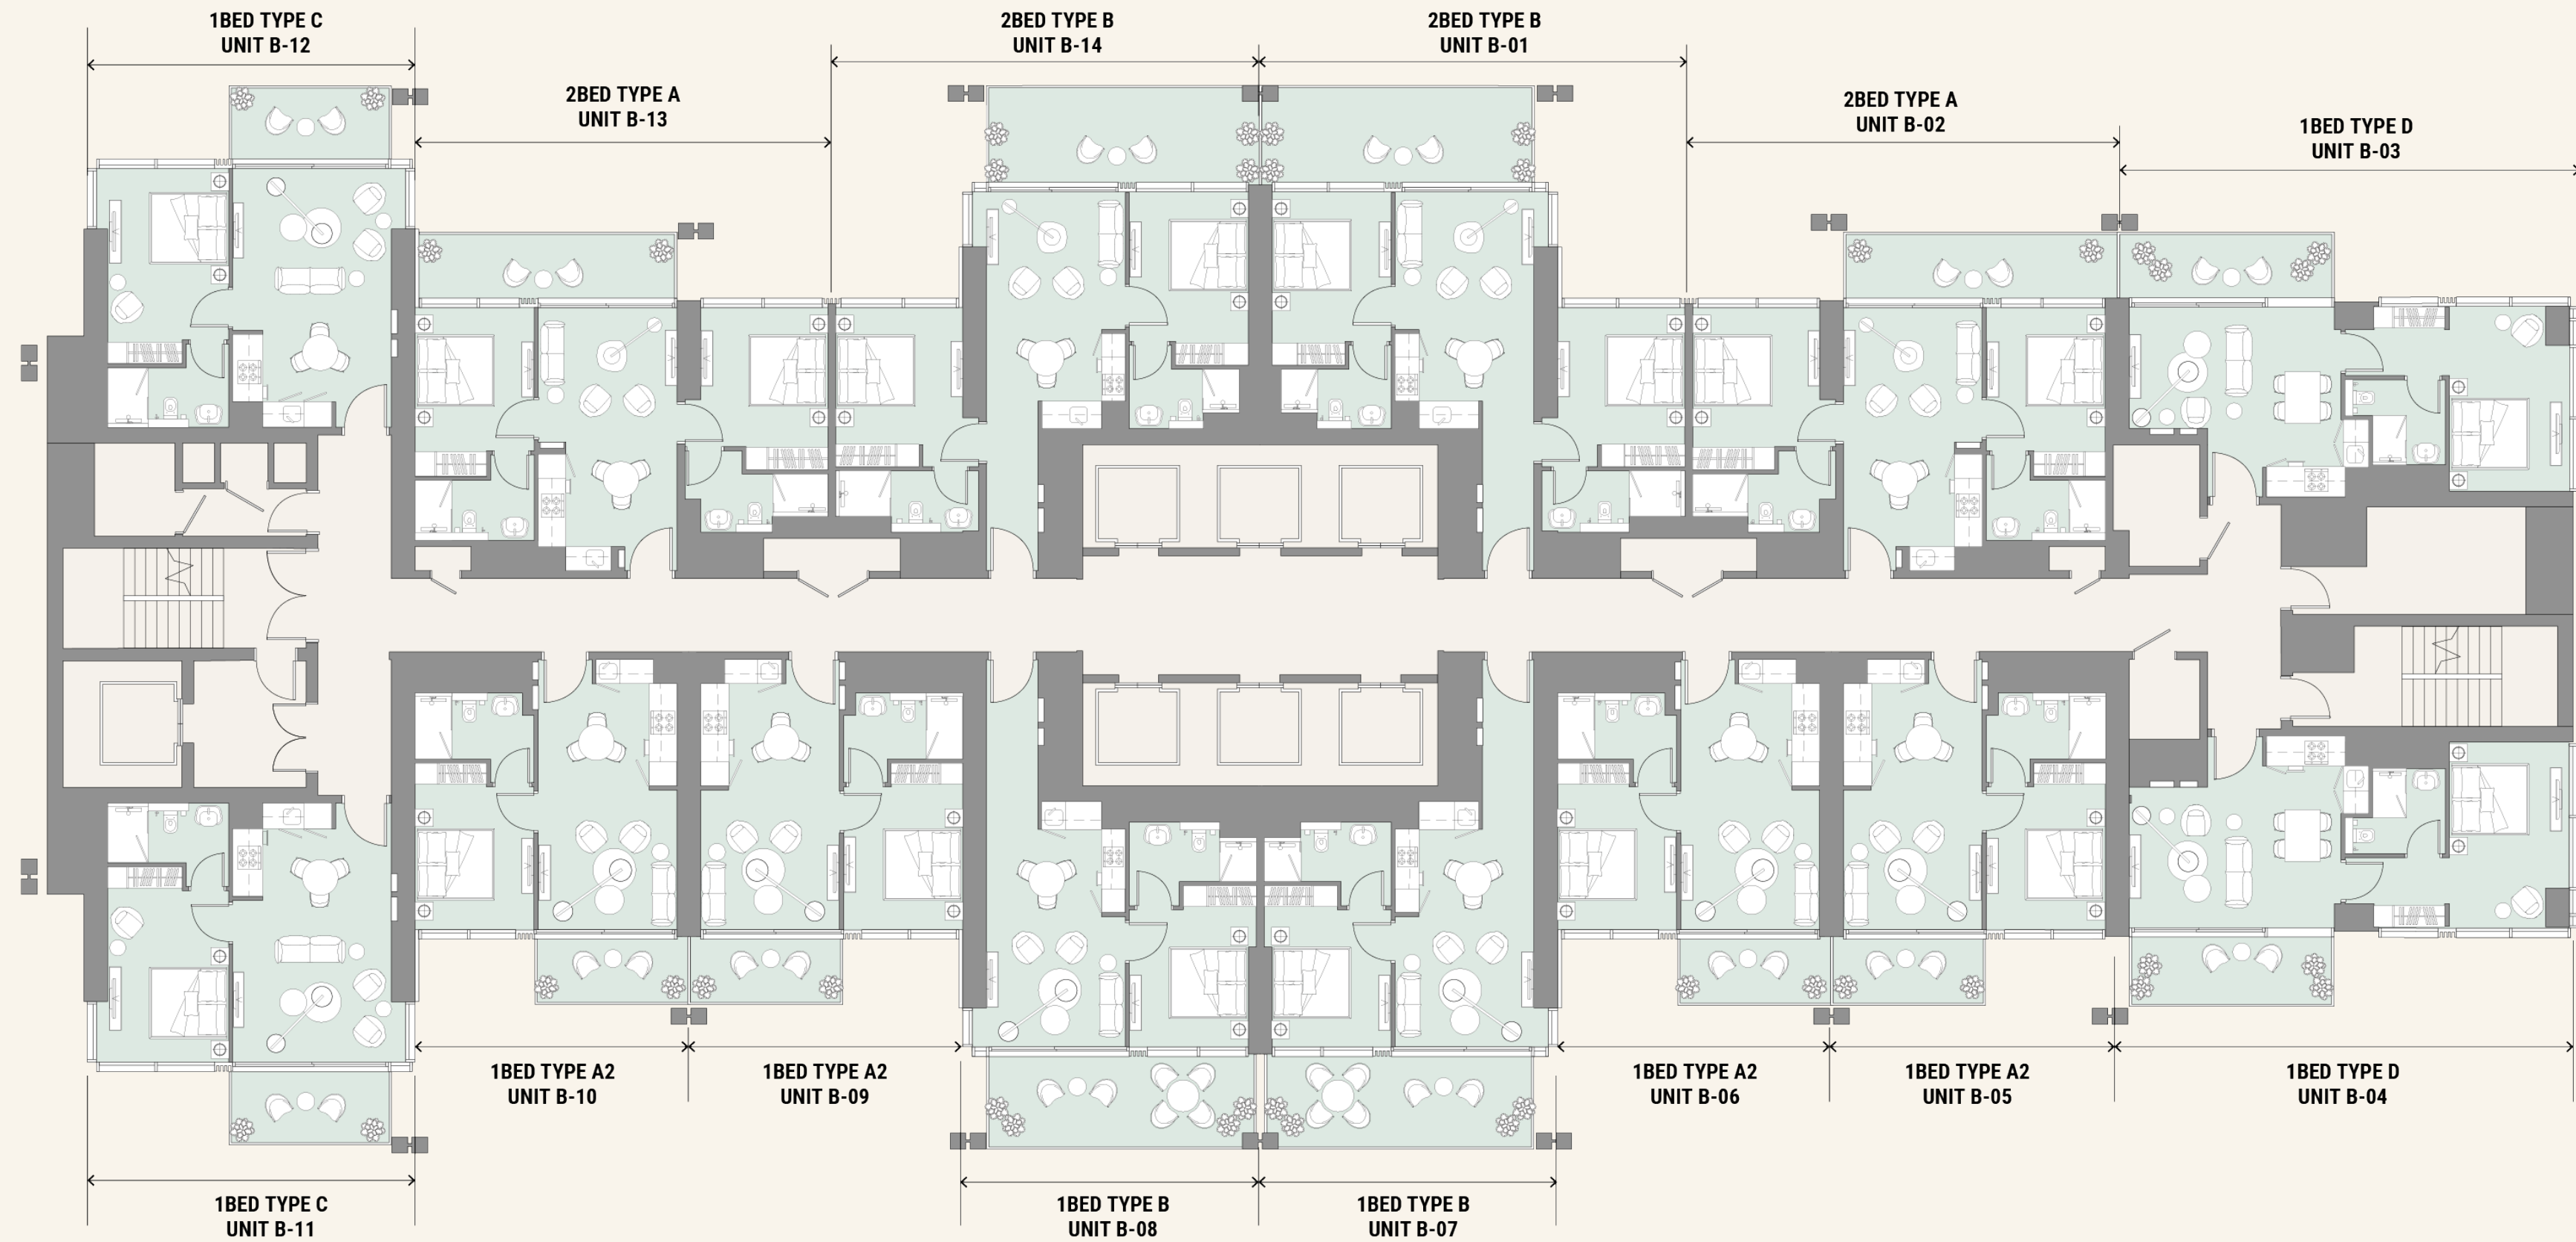 1BED TYPE C
UNIT B-12
2BED TYPE A
UNIT B-13
2BED TYPE B
UNIT B-14
2BED TYPE B
UNIT B-01
2BED TYPE A
UNIT B-02
1BED TYPE D
UNIT B-03
1BED TYPE A2
UNIT B-10
1BED TYPE A2
UNIT B-09
1BED TYPE A2
UNIT B-06
1BED TYPE A2
UNIT B-05
1BED TYPE D
UNIT B-04
1BED TYPE C
UNIT B-11
1BED TYPE B
UNIT B-08
1BED TYPE B
UNIT B-07